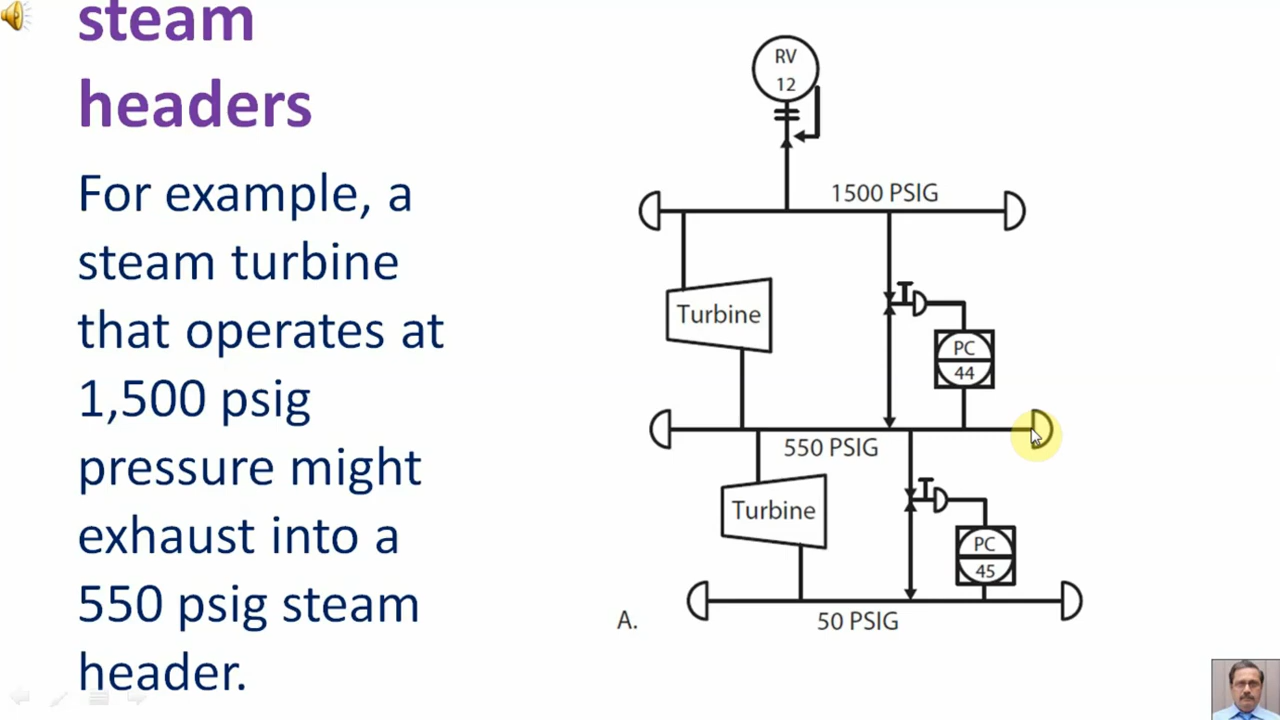 steam
headers
For example, a
steam turbine
that operates at
1,500 psig
pressure might
exhaust into a
550 psig steam
header.
RV
12
1500 PSIG
Turbine
PC
44
550 PSIG
Turbine
PC
45
A.
50 PSIG